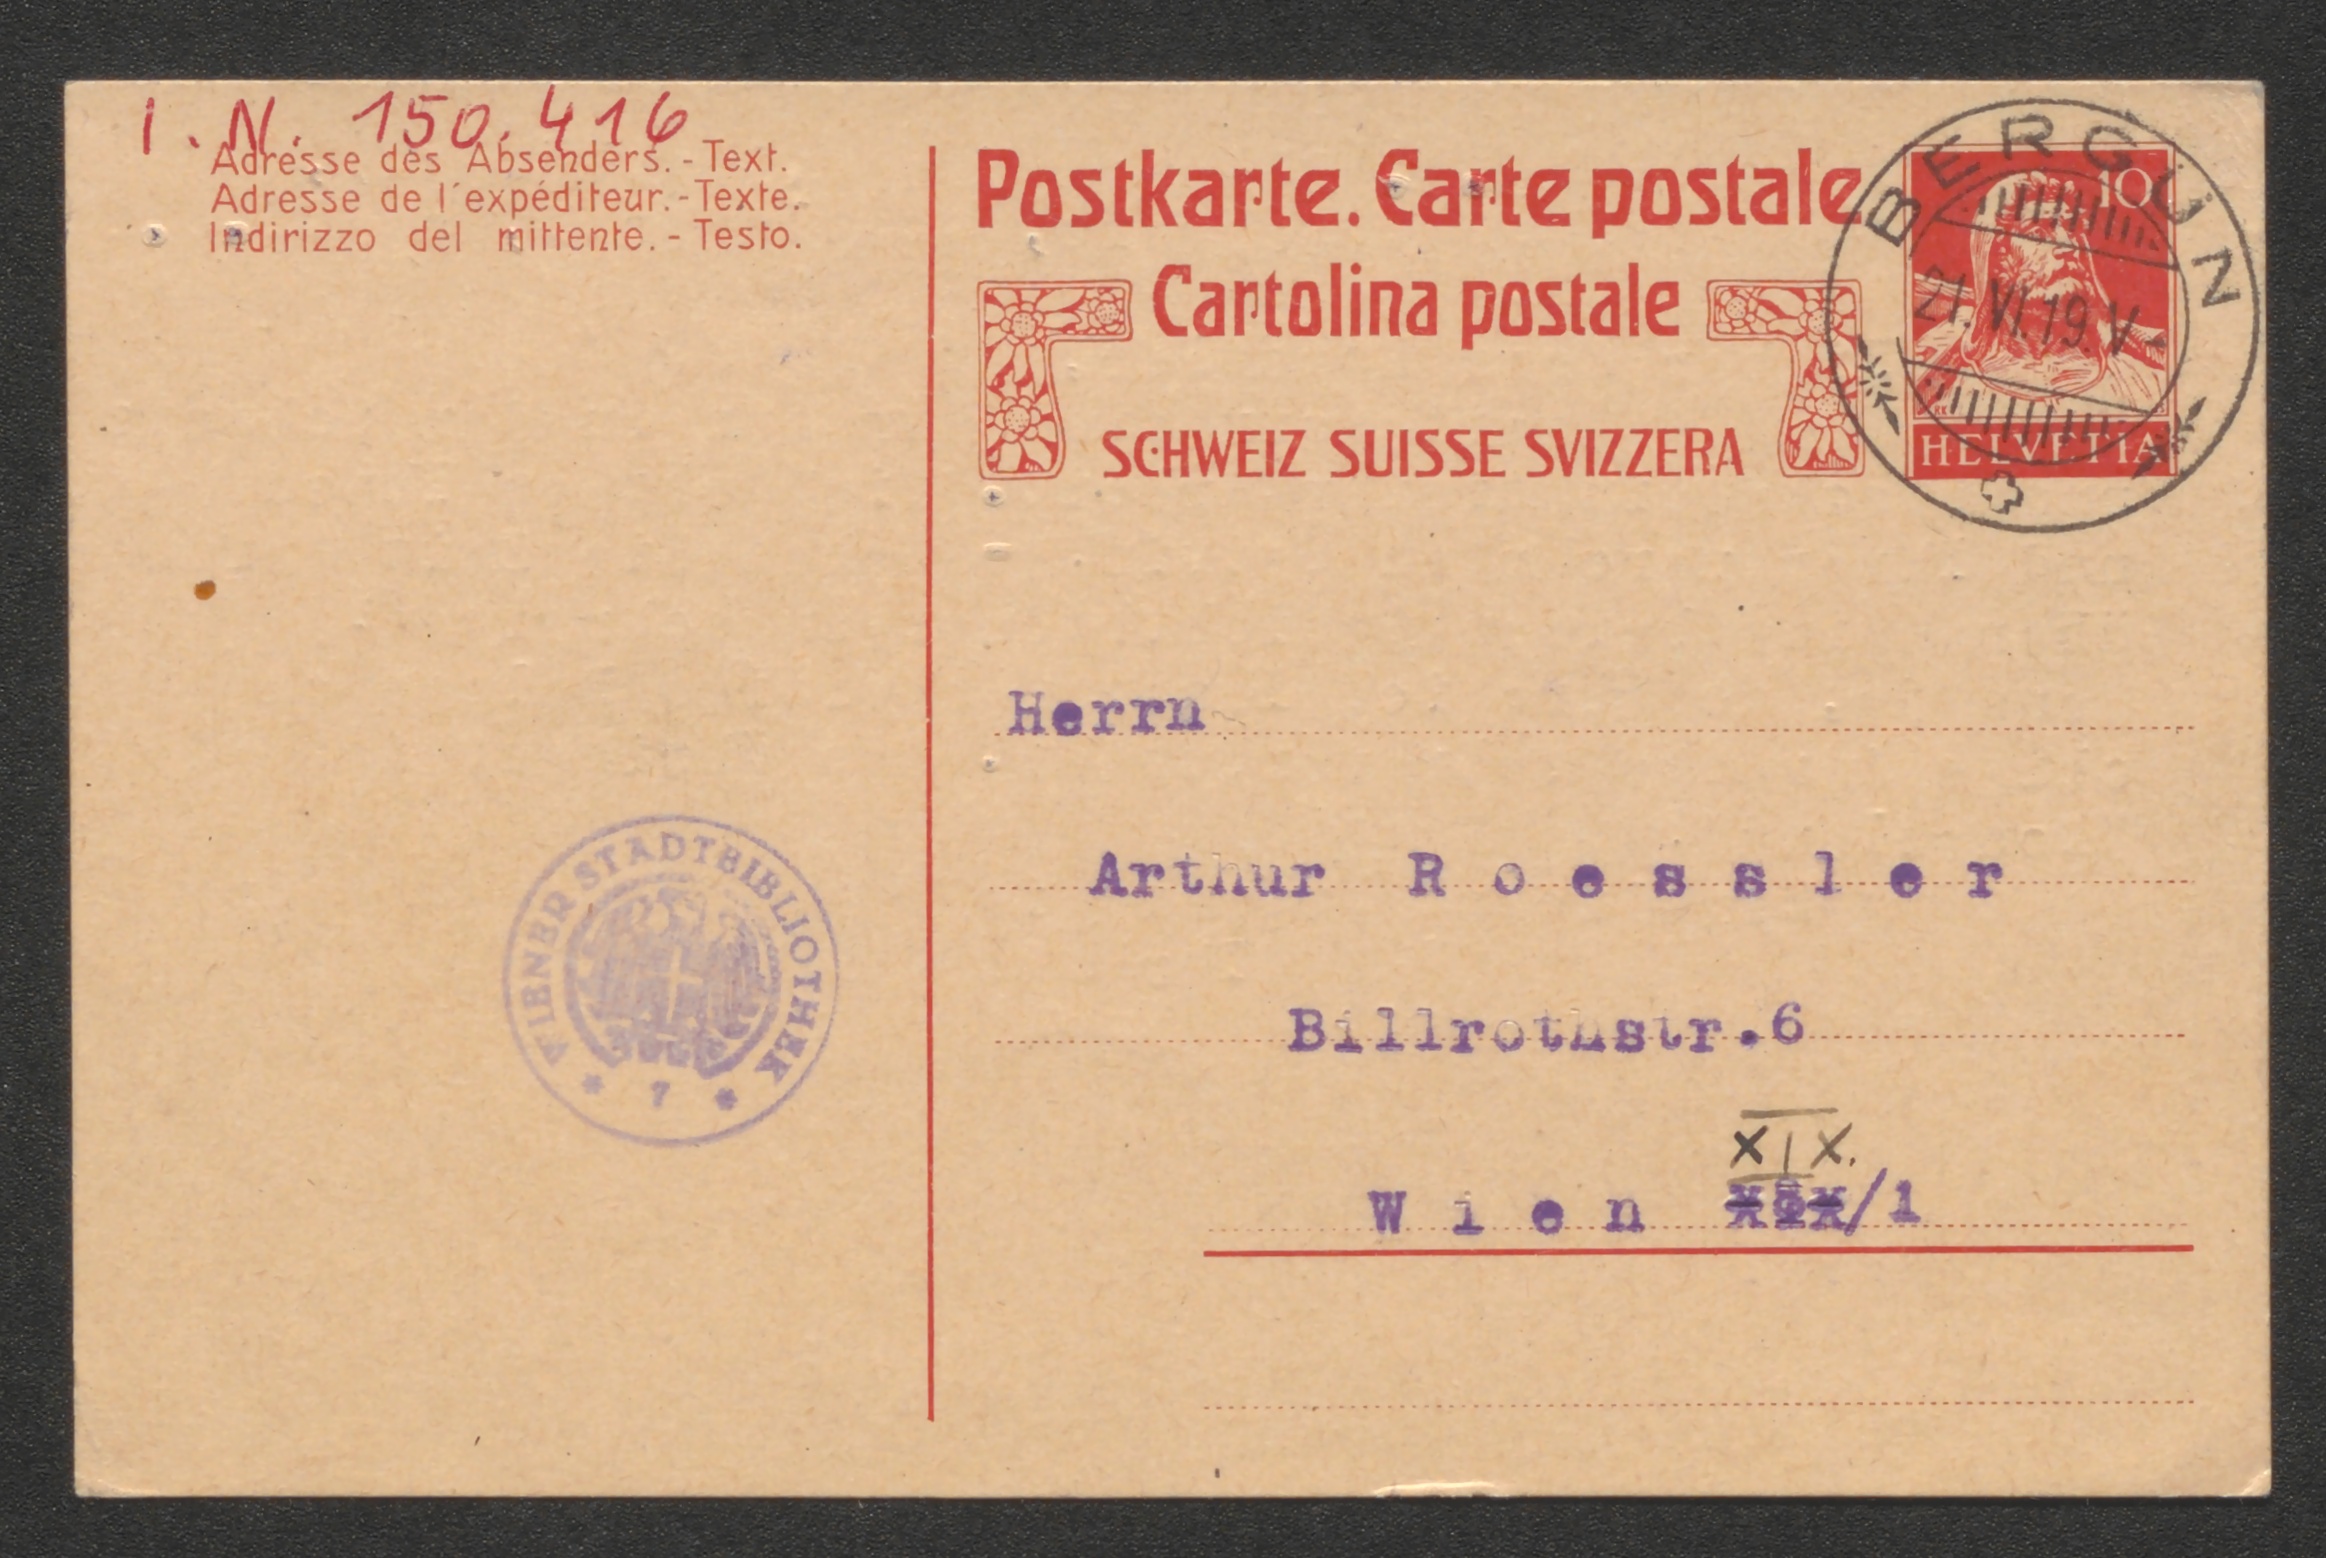 I. N. 150.416
Adresse des Absenders. - Text.
Adresse de l'expéditeur. - Texte.
Indirizzo del mittente. - Testo.
Postkarte. Carte postale
Cartolina postale
SCHWEIZ SUISSE SVIZZERA
10
HELVETIA
BERGÜN
21.VI.19.V-
Herrn
Arthur Roessler
Billrothstr.6
XIX.
Wien /1
WIENER STADTBIBLIOTHEK
* 7 *